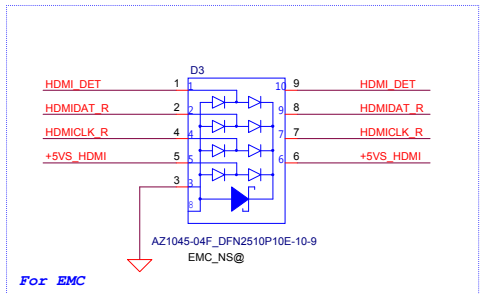 D3
HDMI_DET 1 1 10 9 HDMI_DET
HDMIDAT_R 2 2 9 8 HDMIDAT_R
HDMICLK_R 4 4 7 7 HDMICLK_R
+5VS_HDMI 5 5 6 6 +5VS_HDMI
3 3
8
AZ1045-04F_DFN2510P10E-10-9
EMC_NS@
For EMC